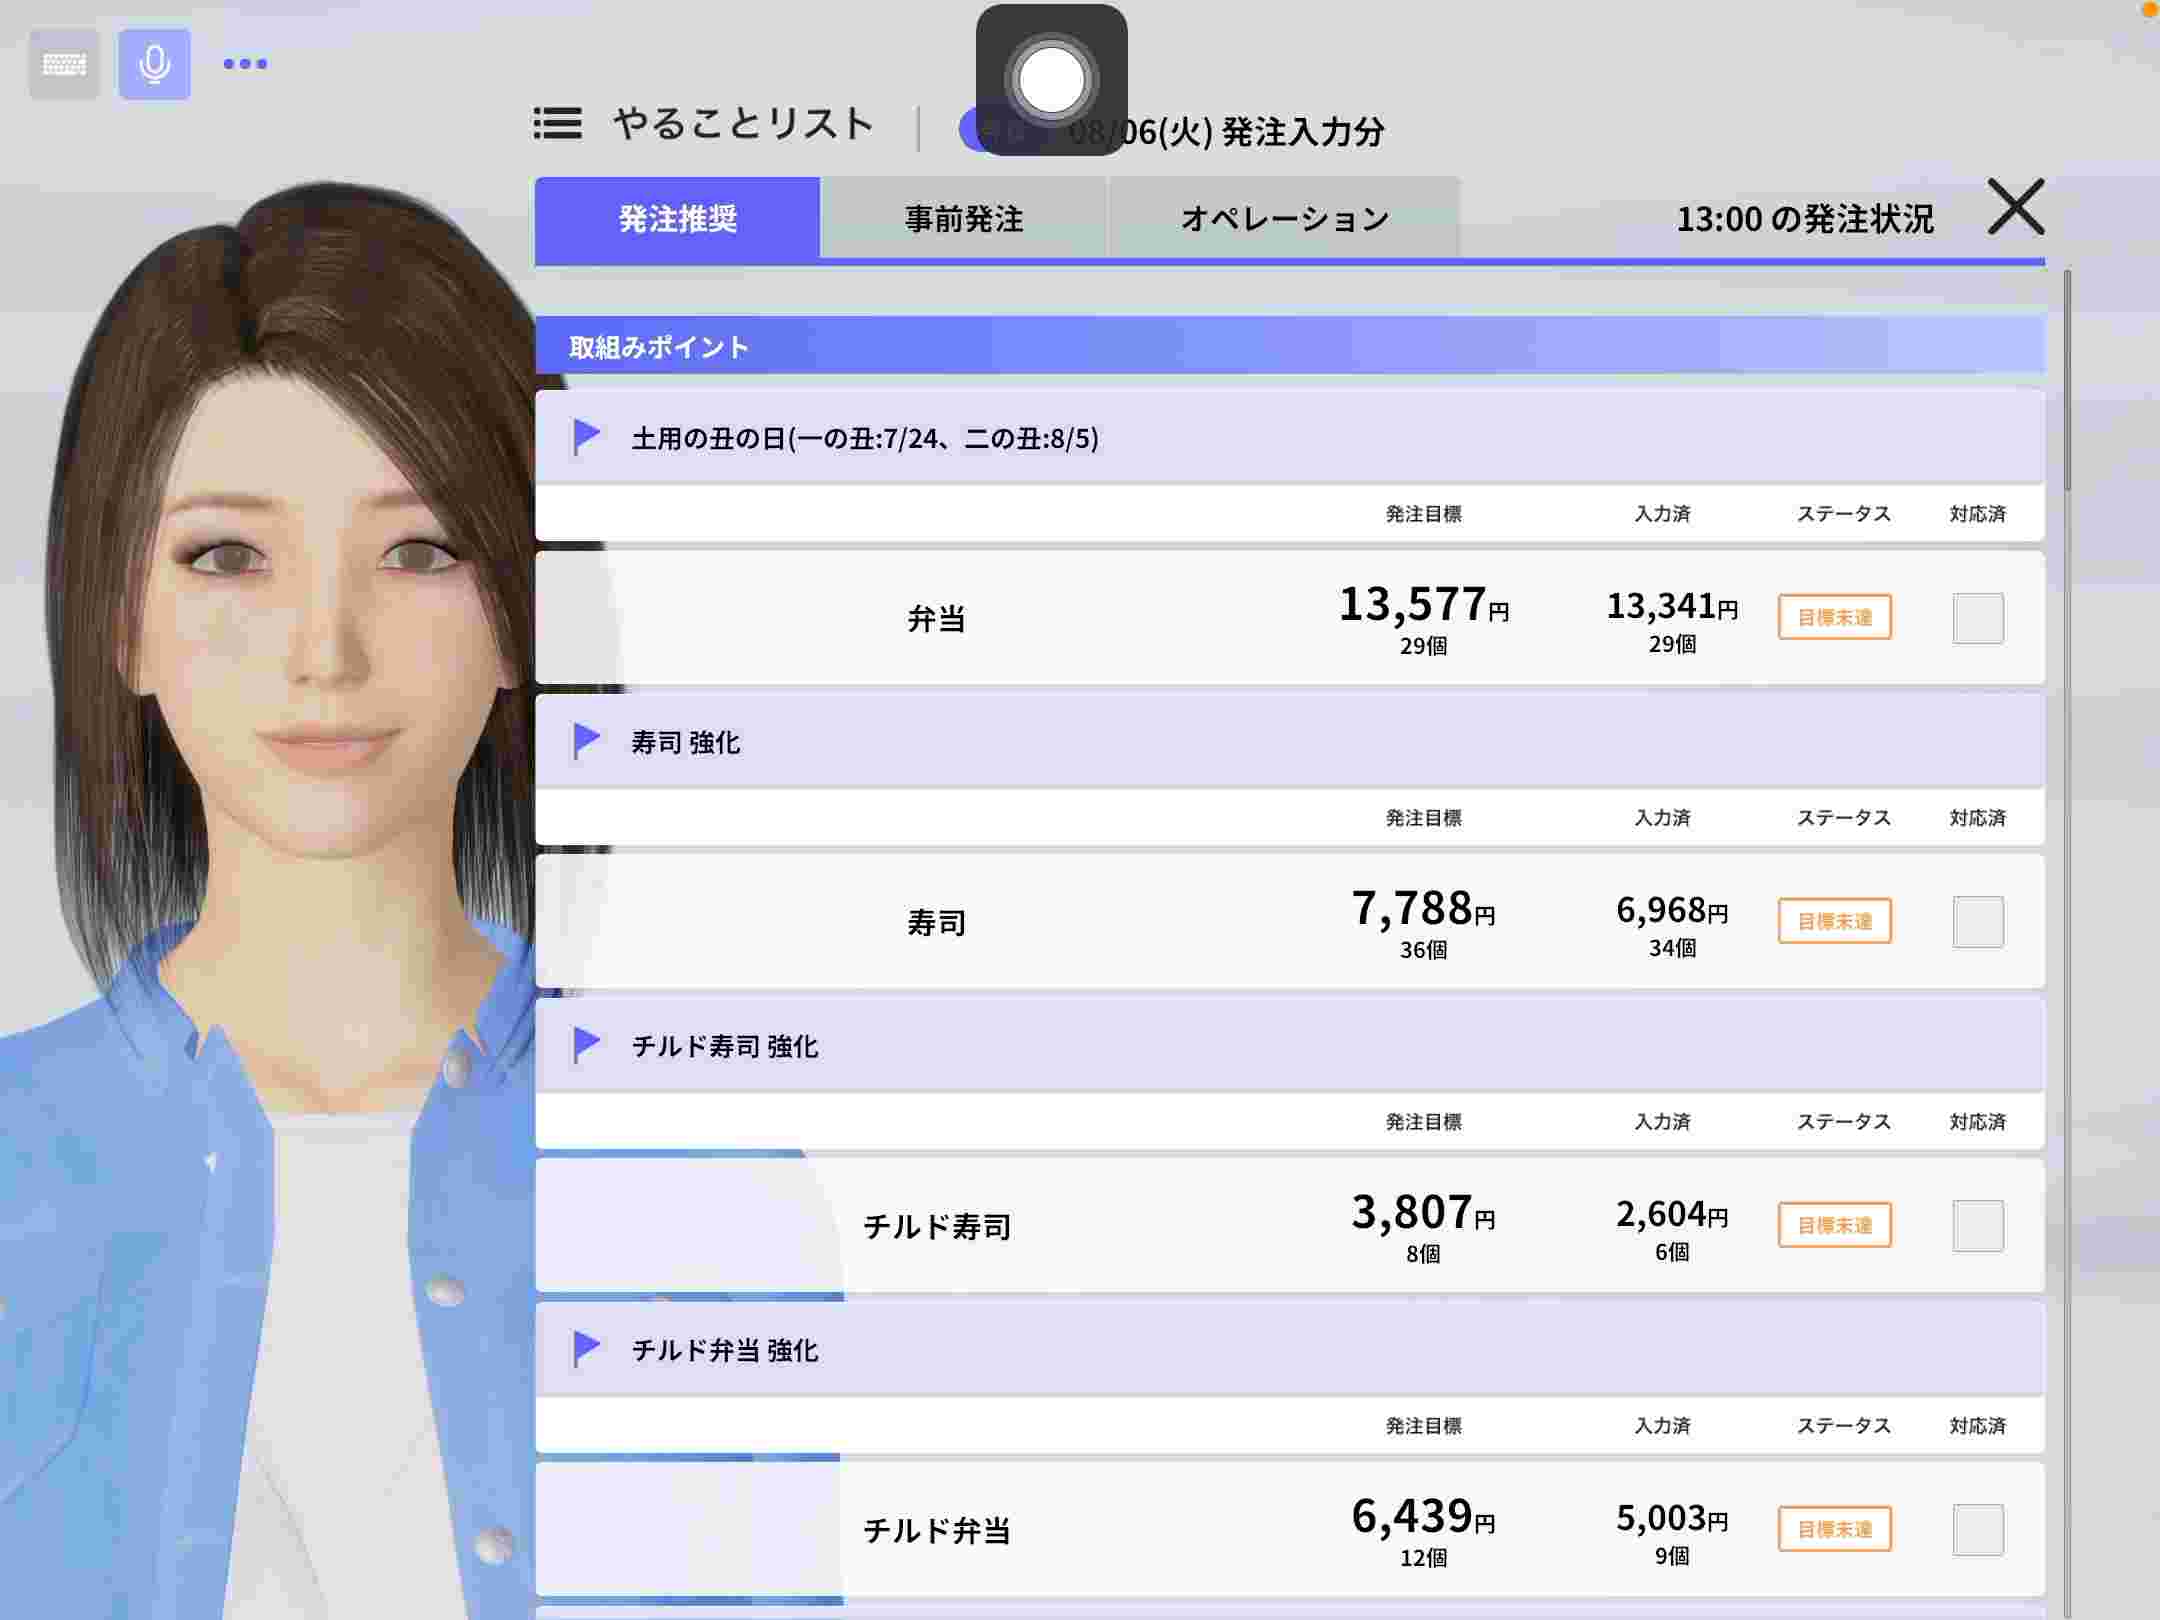 やることリスト
08/06(火) 発注入力分
発注推奨
事前発注
オペレーション
13:00 の発注状況
取組みポイント
土用の丑の日(一の丑:7/24、二の丑:8/5)
発注目標 入力済 ステータス 対応済
弁当 13,577円 13,341円 目標未達
29個 29個
寿司 強化
発注目標 入力済 ステータス 対応済
寿司 7,788円 6,968円 目標未達
36個 34個
チルド寿司 強化
発注目標 入力済 ステータス 対応済
チルド寿司 3,807円 2,604円 目標未達
8個 6個
チルド弁当 強化
発注目標 入力済 ステータス 対応済
チルド弁当 6,439円 5,003円 目標未達
12個 9個